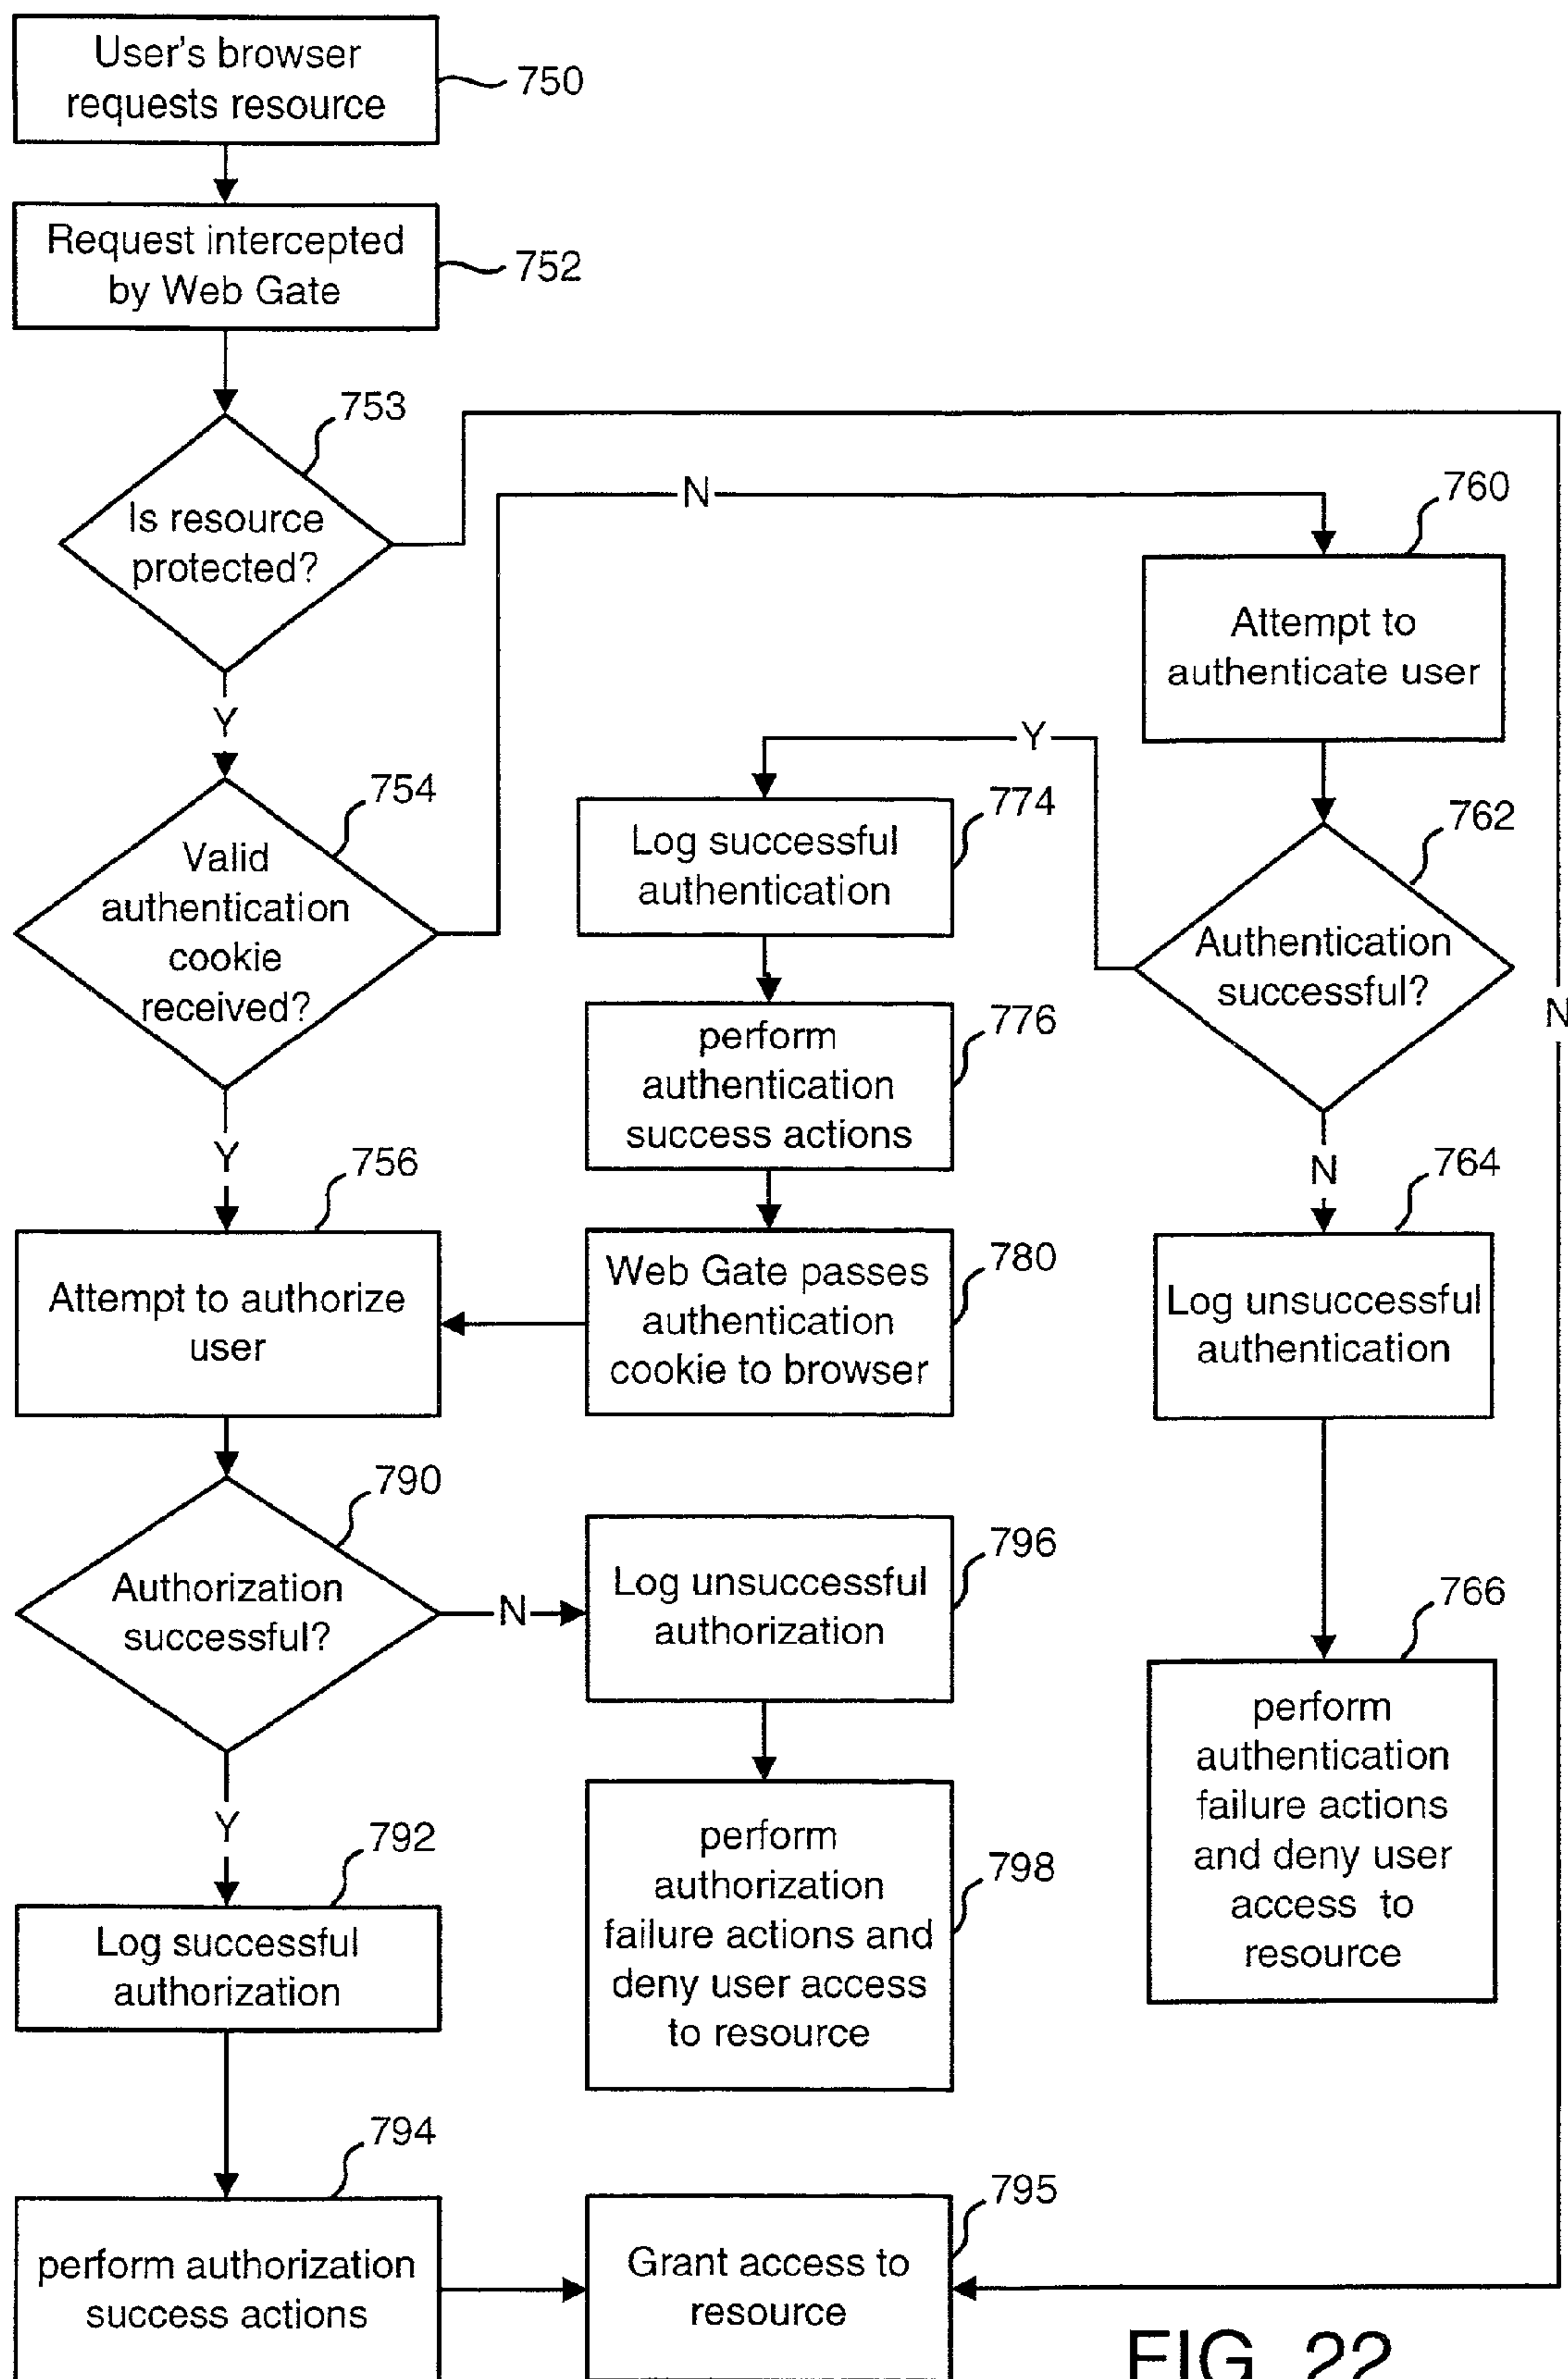 User's browser
requests resource
750
Request intercepted
by Web Gate
752
753
Is resource
protected?
N
760
Attempt to
authenticate user
Y
Y
754
Valid
authentication
cookie
received?
774
Log successful
authentication
762
Authentication
successful?
N
776
perform
authentication
success actions
Y
N
756
Attempt to authorize
user
780
Web Gate passes
authentication
cookie to browser
764
Log unsuccessful
authentication
790
Authorization
successful?
N
796
Log unsuccessful
authorization
766
perform
authentication
failure actions
and deny user
access to
resource
Y
792
Log successful
authorization
798
perform
authorization
failure actions and
deny user access
to resource
794
perform authorization
success actions
795
Grant access to
resource
FIG. 22